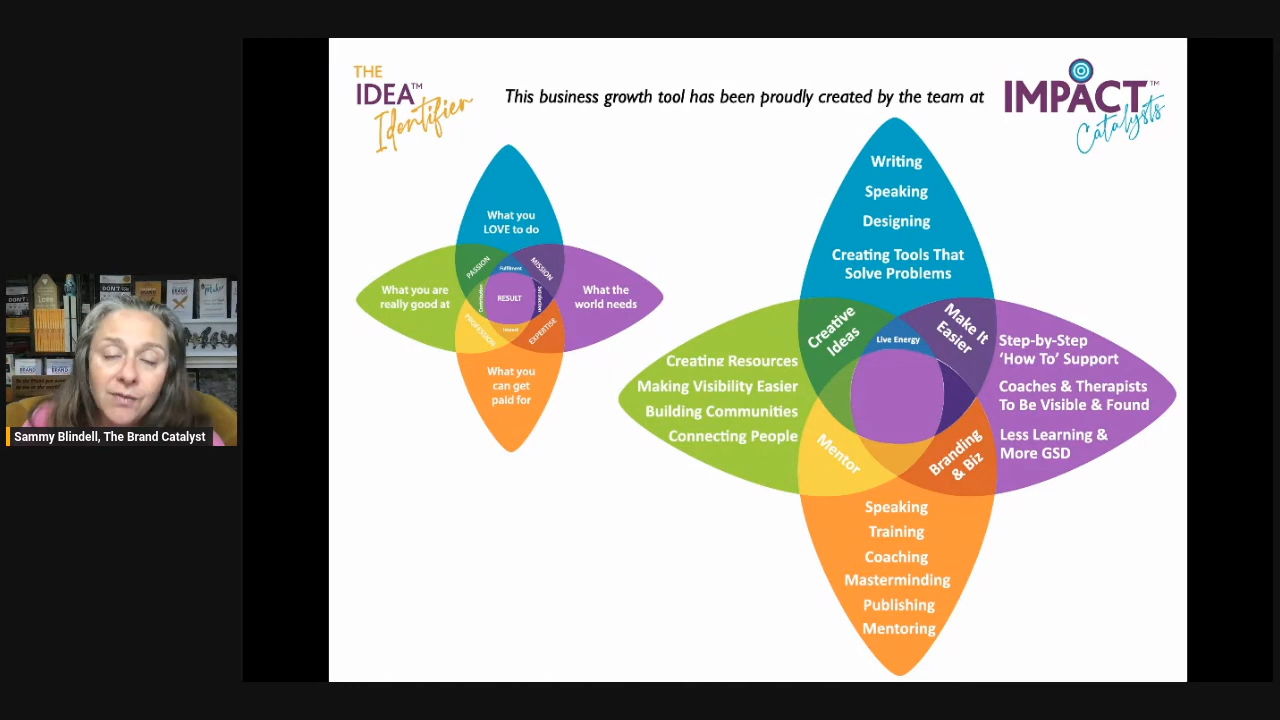 THE
IDEA™
Identifier
This business growth tool has been proudly created by the team at
IMPACT™
Catalysts
What you
LOVE to do
PASSION
Fulfilment
MISSION
What you are
really good at
Contribution
RESULT
Satisfaction
What the
world needs
PROFESSION
Impact
EXPERTISE
What you
can get
paid for
Writing
Speaking
Designing
Creating Tools That
Solve Problems
Creative
Ideas
Live Energy
Make It
Easier
Creating Resources
Making Visibility Easier
Building Communities
Connecting People
Step-by-Step
‘How To’ Support
Coaches & Therapists
To Be Visible & Found
Less Learning &
More GSD
Mentor
Branding
& Biz
Speaking
Training
Coaching
Masterminding
Publishing
Mentoring
Sammy Blindell, The Brand Catalyst